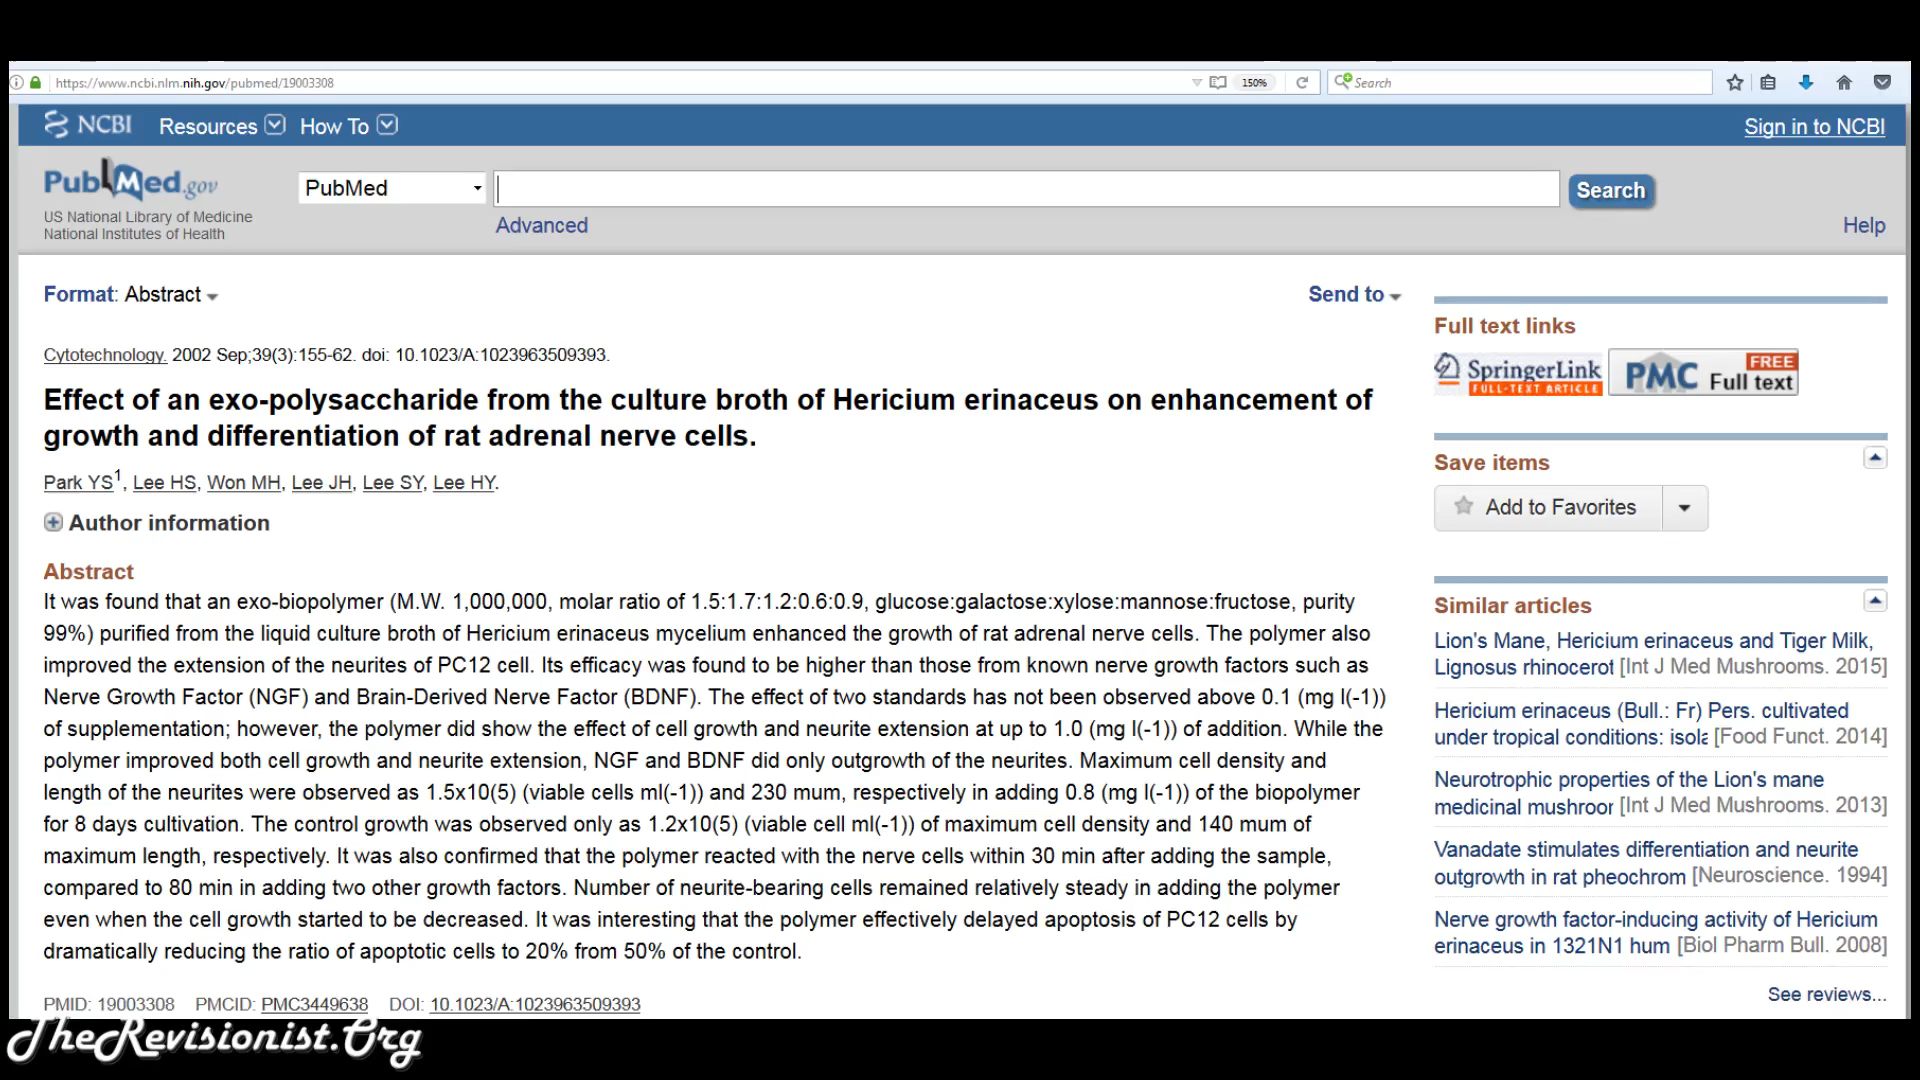 https://www.ncbi.nlm.nih.gov/pubmed/19003308
150%
Search
NCBI Resources How To
Sign in to NCBI
PubMed.gov
US National Library of Medicine
National Institutes of Health
PubMed
Search
Advanced
Help
Format: Abstract
Send to
Cytotechnology. 2002 Sep;39(3):155-62. doi: 10.1023/A:1023963509393.
Effect of an exo-polysaccharide from the culture broth of Hericium erinaceus on enhancement of
growth and differentiation of rat adrenal nerve cells.
Park YS1, Lee HS, Won MH, Lee JH, Lee SY, Lee HY.
Author information
Abstract
It was found that an exo-biopolymer (M.W. 1,000,000, molar ratio of 1.5:1.7:1.2:0.6:0.9, glucose:galactose:xylose:mannose:fructose, purity
99%) purified from the liquid culture broth of Hericium erinaceus mycelium enhanced the growth of rat adrenal nerve cells. The polymer also
improved the extension of the neurites of PC12 cell. Its efficacy was found to be higher than those from known nerve growth factors such as
Nerve Growth Factor (NGF) and Brain-Derived Nerve Factor (BDNF). The effect of two standards has not been observed above 0.1 (mg l(-1))
of supplementation; however, the polymer did show the effect of cell growth and neurite extension at up to 1.0 (mg l(-1)) of addition. While the
polymer improved both cell growth and neurite extension, NGF and BDNF did only outgrowth of the neurites. Maximum cell density and
length of the neurites were observed as 1.5x10(5) (viable cells ml(-1)) and 230 mum, respectively in adding 0.8 (mg l(-1)) of the biopolymer
for 8 days cultivation. The control growth was observed only as 1.2x10(5) (viable cell ml(-1)) of maximum cell density and 140 mum of
maximum length, respectively. It was also confirmed that the polymer reacted with the nerve cells within 30 min after adding the sample,
compared to 80 min in adding two other growth factors. Number of neurite-bearing cells remained relatively steady in adding the polymer
even when the cell growth started to be decreased. It was interesting that the polymer effectively delayed apoptosis of PC12 cells by
dramatically reducing the ratio of apoptotic cells to 20% from 50% of the control.
PMID: 19003308 PMCID: PMC3449638 DOI: 10.1023/A:1023963509393
Full text links
SpringerLink
FULL-TEXT ARTICLE
PMC FREE
Full text
Save items
Add to Favorites
Similar articles
Lion's Mane, Hericium erinaceus and Tiger Milk,
Lignosus rhinocerot [Int J Med Mushrooms. 2015]
Hericium erinaceus (Bull.: Fr) Pers. cultivated
under tropical conditions: isola [Food Funct. 2014]
Neurotrophic properties of the Lion's mane
medicinal mushroor [Int J Med Mushrooms. 2013]
Vanadate stimulates differentiation and neurite
outgrowth in rat pheochrom [Neuroscience. 1994]
Nerve growth factor-inducing activity of Hericium
erinaceus in 1321N1 hum [Biol Pharm Bull. 2008]
See reviews...
TheRevisionist.Org